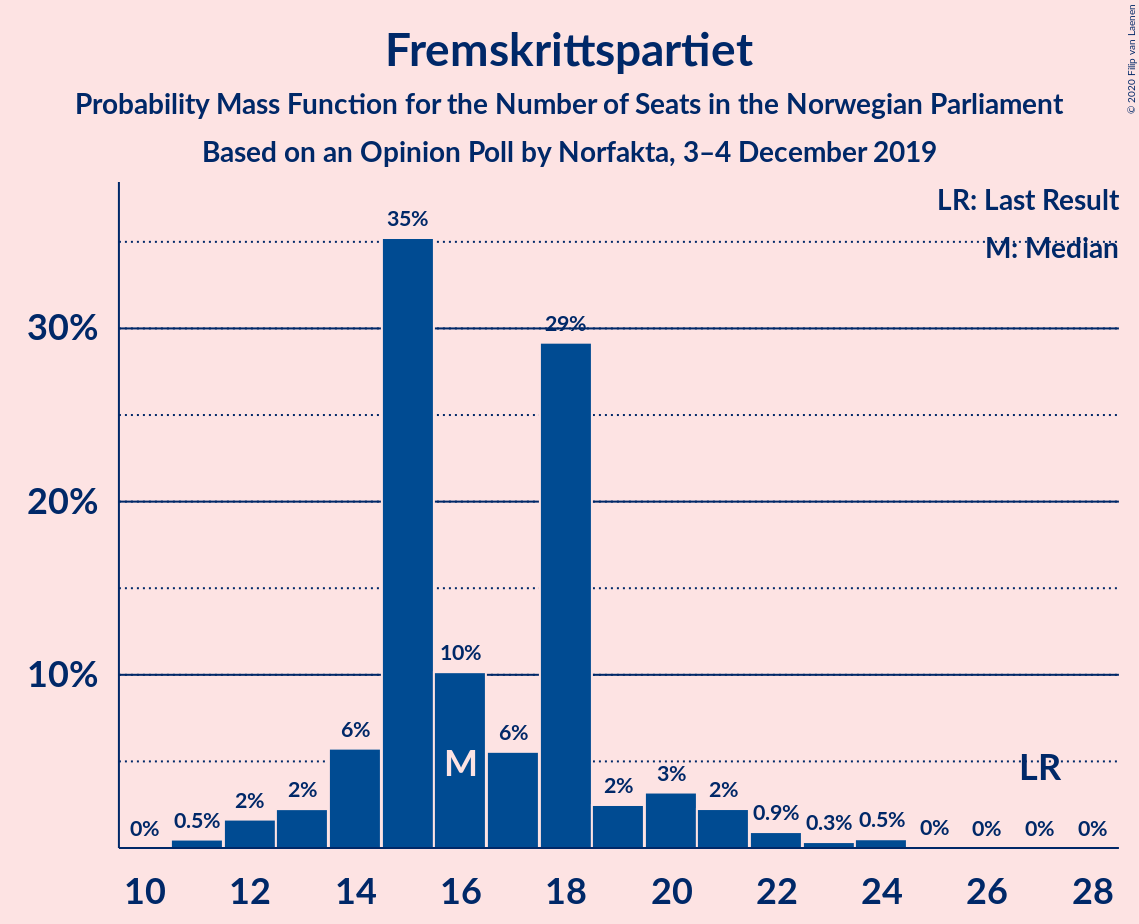 Fremskrittspartiet
Probability Mass Function for the Number of Seats in the Norwegian Parliament
Based on an Opinion Poll by Norfakta, 3–4 December 2019
© 2020 Filip van Laenen
LR: Last Result
M: Median
30%
20%
10%
0%
0.5%
2%
2%
6%
35%
10%
6%
29%
2%
3%
2%
0.9%
0.3%
0.5%
0%
0%
0%
0%
M
LR
10 12 14 16 18 20 22 24 26 28